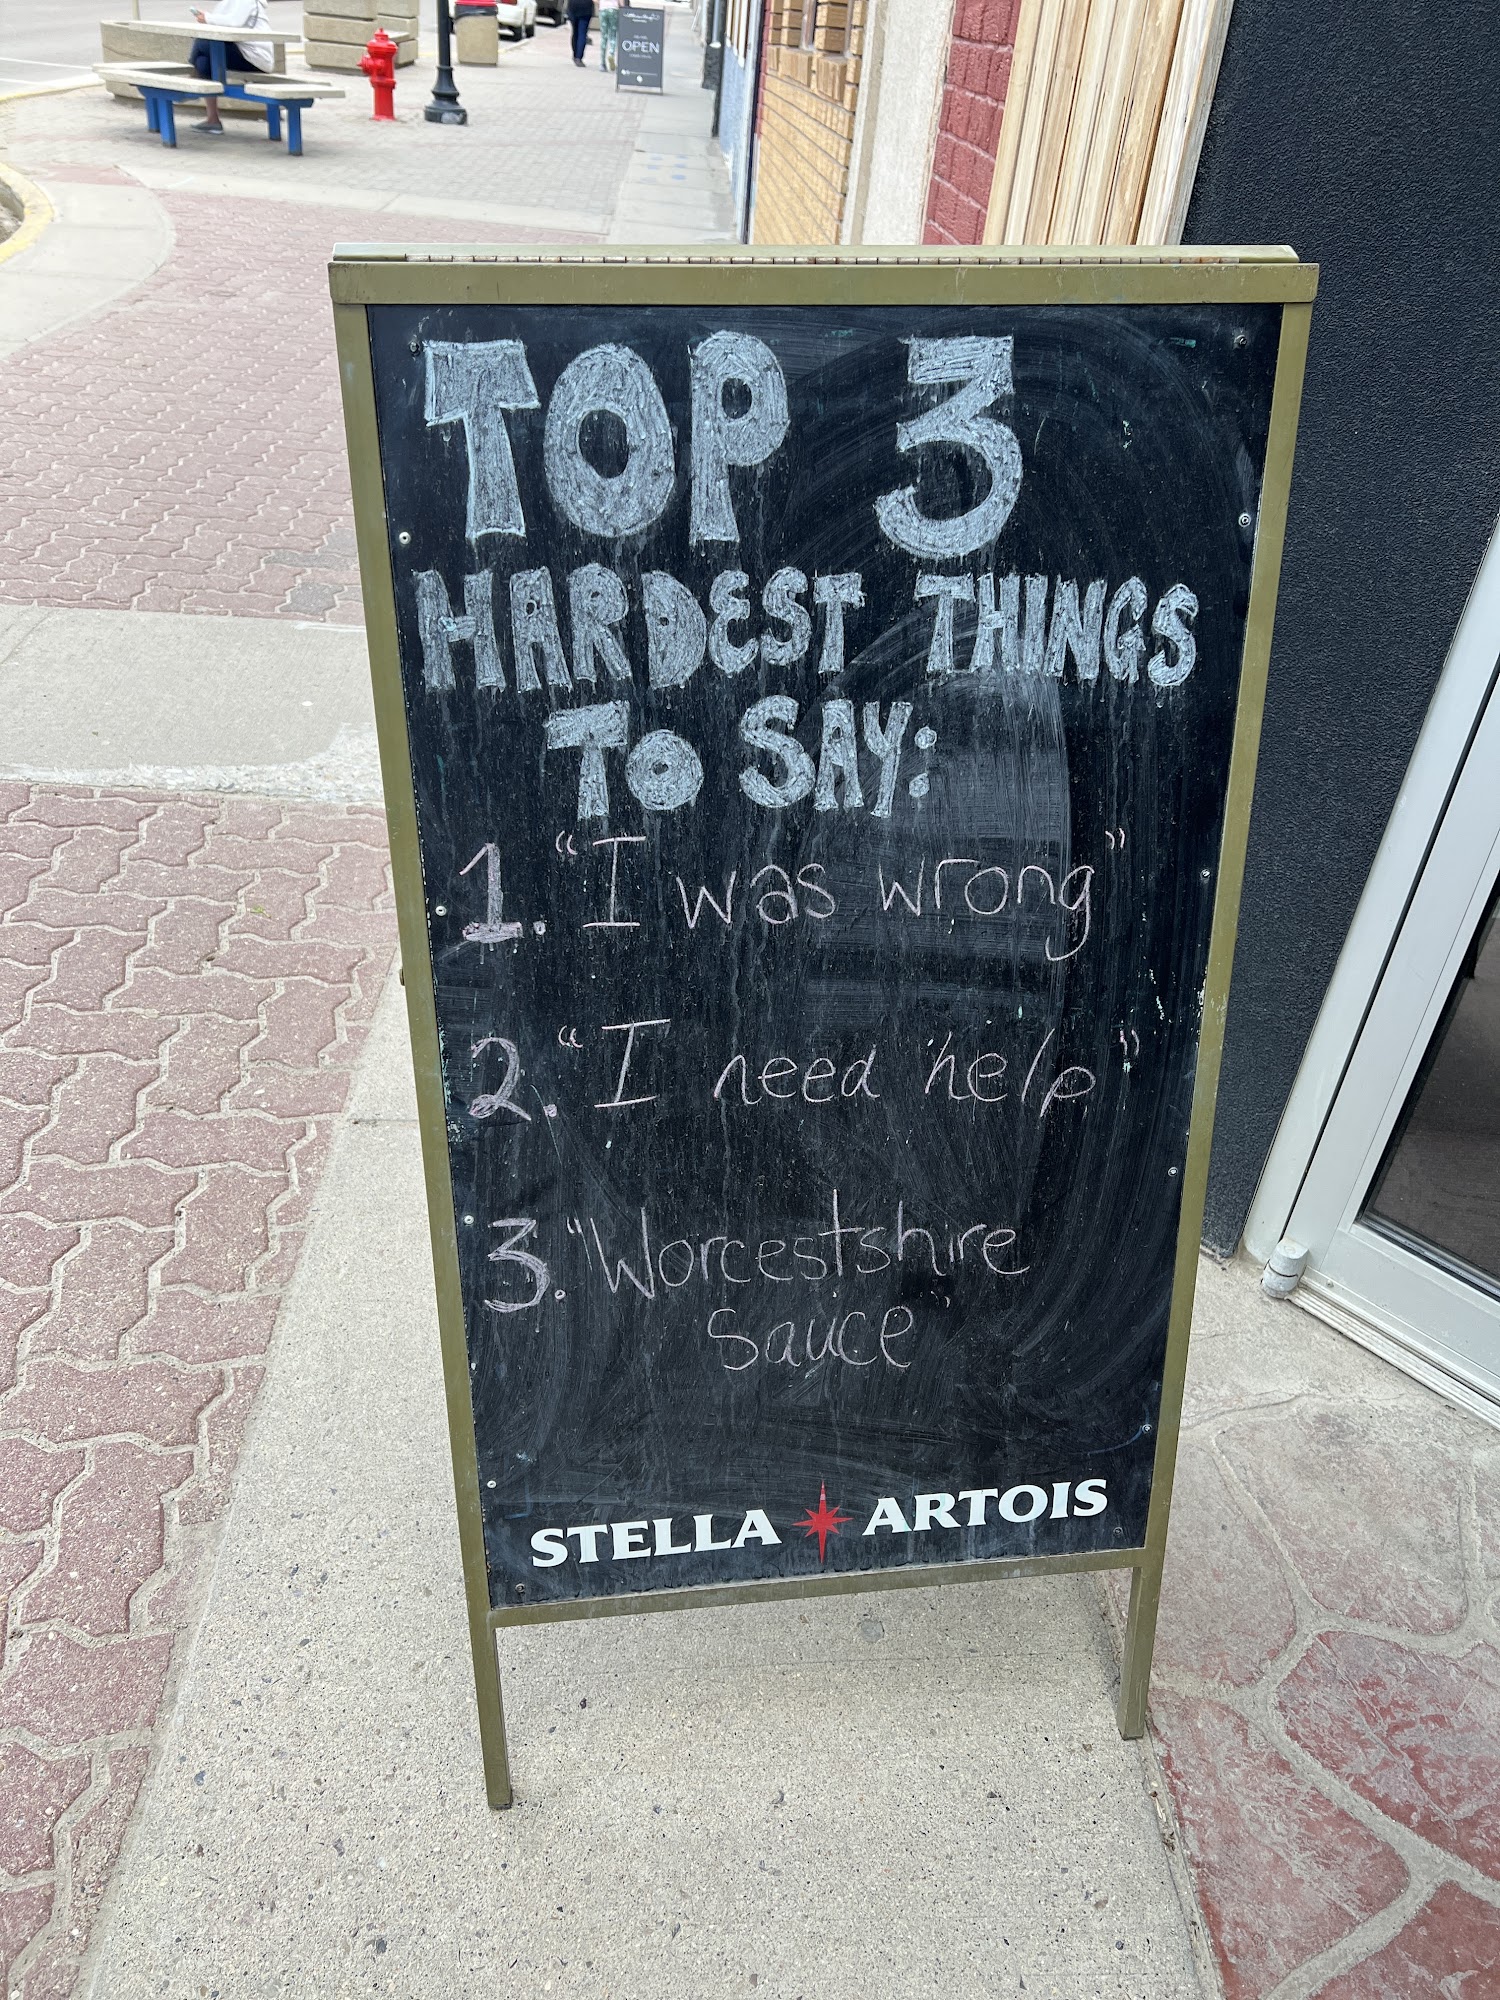 OPEN
TOP 3
HARDEST THINGS
TO SAY:
1. "I was wrong"
2. "I need help"
3. "Worcestshire
sauce"
STELLA ARTOIS